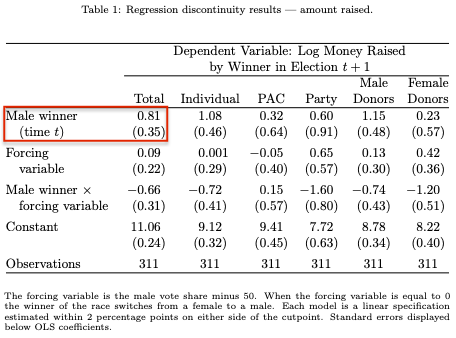 Table 1: Regression discontinuity results — amount raised.
Dependent Variable: Log Money Raised
by Winner in Election t + 1
Male Female
Total Individual PAC Party Donors Donors
Male winner 0.81 1.08 0.32 0.60 1.15 0.23
(time t) (0.35) (0.46) (0.64) (0.91) (0.48) (0.57)
Forcing 0.09 0.001 −0.05 0.65 0.13 0.42
variable (0.22) (0.29) (0.40) (0.57) (0.30) (0.36)
Male winner × −0.66 −0.72 0.15 −1.60 −0.74 −1.20
forcing variable (0.31) (0.41) (0.57) (0.80) (0.43) (0.51)
Constant 11.06 9.12 9.41 7.72 8.78 8.22
(0.24) (0.32) (0.45) (0.63) (0.34) (0.40)
Observations 311 311 311 311 311 311
The forcing variable is the male vote share minus 50. When the forcing variable is equal to 0
the winner of the race switches from a female to a male. Each model is a linear specification
estimated within 2 percentage points on either side of the cutpoint. Standard errors displayed
below OLS coefficients.